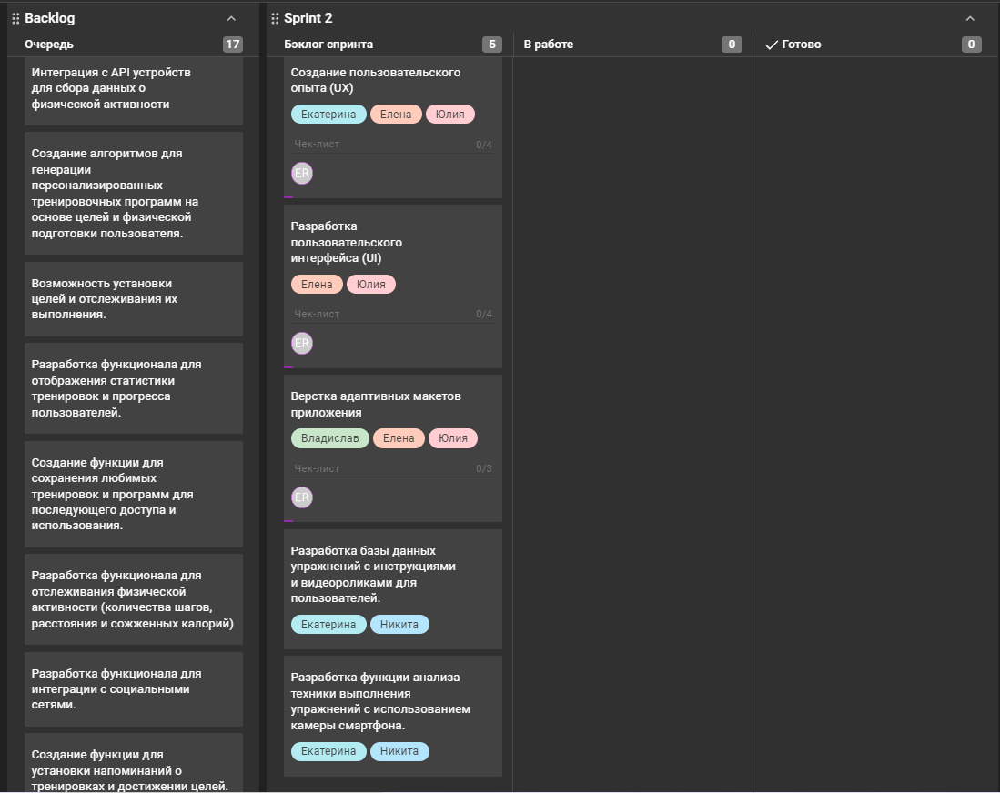 Backlog
Очередь 17
Интеграция с API устройств
для сбора данных о
физической активности
Создание алгоритмов для
генерации
персонализированных
тренировочных программ на
основе целей и физической
подготовки пользователя.
Возможность установки
целей и отслеживания их
выполнения.
Разработка функционала для
отображения статистики
тренировок и прогресса
пользователей.
Создание функции для
сохранения любимых
тренировок и программ для
последующего доступа и
использования.
Разработка функционала для
отслеживания физической
активности (количества шагов,
расстояния и сожженных калорий)
Разработка функционала для
интеграции с социальными
сетями.
Создание функции для
установки напоминаний о
тренировках и достижении целей.
Sprint 2
Бэклог спринта 5
Создание пользовательского
опыта (UX)
Екатерина Елена Юлия
Чек-лист 0/4
ER
Разработка
пользовательского
интерфейса (UI)
Елена Юлия
Чек-лист 0/4
ER
Верстка адаптивных макетов
приложения
Владислав Елена Юлия
Чек-лист 0/3
ER
Разработка базы данных
упражнений с инструкциями
и видеороликами для
пользователей.
Екатерина Никита
Разработка функции анализа
техники выполнения
упражнений с использованием
камеры смартфона.
Екатерина Никита
В работе 0
Готово 0